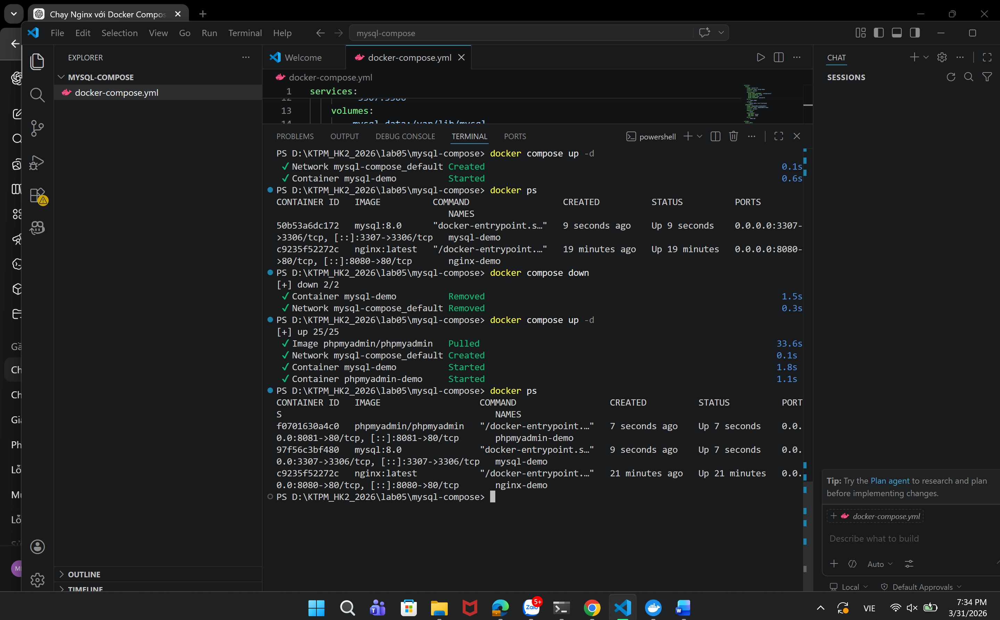 Chạy Nginx với Docker Compos
File Edit Selection View Go Run Terminal Help
mysql-compose
EXPLORER
MYSQL-COMPOSE
docker-compose.yml
Welcome
docker-compose.yml
docker-compose.yml
1 services:
12 3307:3306
13 volumes:
14 mysql_data:/var/lib/mysql
PROBLEMS OUTPUT DEBUG CONSOLE TERMINAL PORTS
powershell
PS D:\KTPM_HK2_2026\lab05\mysql-compose> docker compose up -d
✓ Network mysql-compose_default Created 0.1s
✓ Container mysql-demo Started 0.6s
PS D:\KTPM_HK2_2026\lab05\mysql-compose> docker ps
CONTAINER ID IMAGE COMMAND CREATED STATUS PORTS
NAMES
50b53a6dc172 mysql:8.0 "docker-entrypoint.s…" 9 seconds ago Up 9 seconds 0.0.0.0:3307-
>3306/tcp, [::]:3307->3306/tcp mysql-demo
c9235f52272c nginx:latest "/docker-entrypoint.…" 19 minutes ago Up 19 minutes 0.0.0.0:8080-
>80/tcp, [::]:8080->80/tcp nginx-demo
PS D:\KTPM_HK2_2026\lab05\mysql-compose> docker compose down
[+] down 2/2
✓ Container mysql-demo Removed 1.5s
✓ Network mysql-compose_default Removed 0.3s
PS D:\KTPM_HK2_2026\lab05\mysql-compose> docker compose up -d
[+] up 25/25
✓ Image phpmyadmin/phpmyadmin Pulled 33.6s
✓ Network mysql-compose_default Created 0.1s
✓ Container mysql-demo Started 1.8s
✓ Container phpmyadmin-demo Started 1.1s
PS D:\KTPM_HK2_2026\lab05\mysql-compose> docker ps
CONTAINER ID IMAGE COMMAND CREATED STATUS PORT
S NAMES
f0701630a4c0 phpmyadmin/phpmyadmin "/docker-entrypoint.…" 7 seconds ago Up 7 seconds 0.0.
0.0:8081->80/tcp, [::]:8081->80/tcp phpmyadmin-demo
97f56c3bf480 mysql:8.0 "docker-entrypoint.s…" 9 seconds ago Up 7 seconds 0.0.
0.0:3307->3306/tcp, [::]:3307->3306/tcp mysql-demo
c9235f52272c nginx:latest "/docker-entrypoint.…" 21 minutes ago Up 21 minutes 0.0.
0.0:8080->80/tcp, [::]:8080->80/tcp nginx-demo
PS D:\KTPM_HK2_2026\lab05\mysql-compose>
CHAT
SESSIONS
Tip: Try the Plan agent to research and plan
before implementing changes.
docker-compose.yml
Describe what to build
Auto
Local Default Approvals
OUTLINE
TIMELINE
Gầ
Ch
Ch
Gi
Ph
Lỗ
Lỗ
5+
Zalo
VIE
7:34 PM
3/31/2026